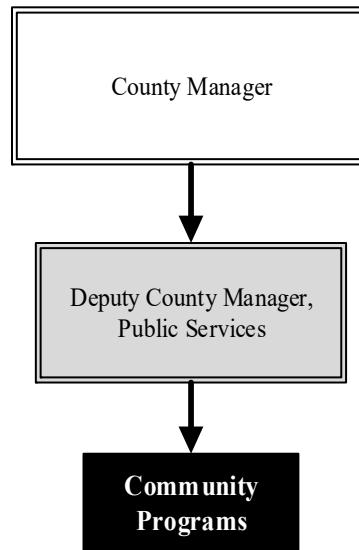 County Manager
Deputy County Manager,
Public Services
Community
Programs